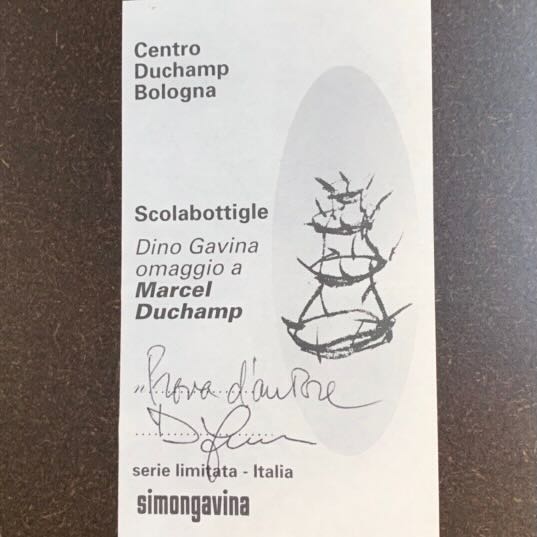 Centro
Duchamp
Bologna
Scolabottigle
Dino Gavina
omaggio a
Marcel
Duchamp
"Prova d'autore
serie limitata - Italia
simongavina